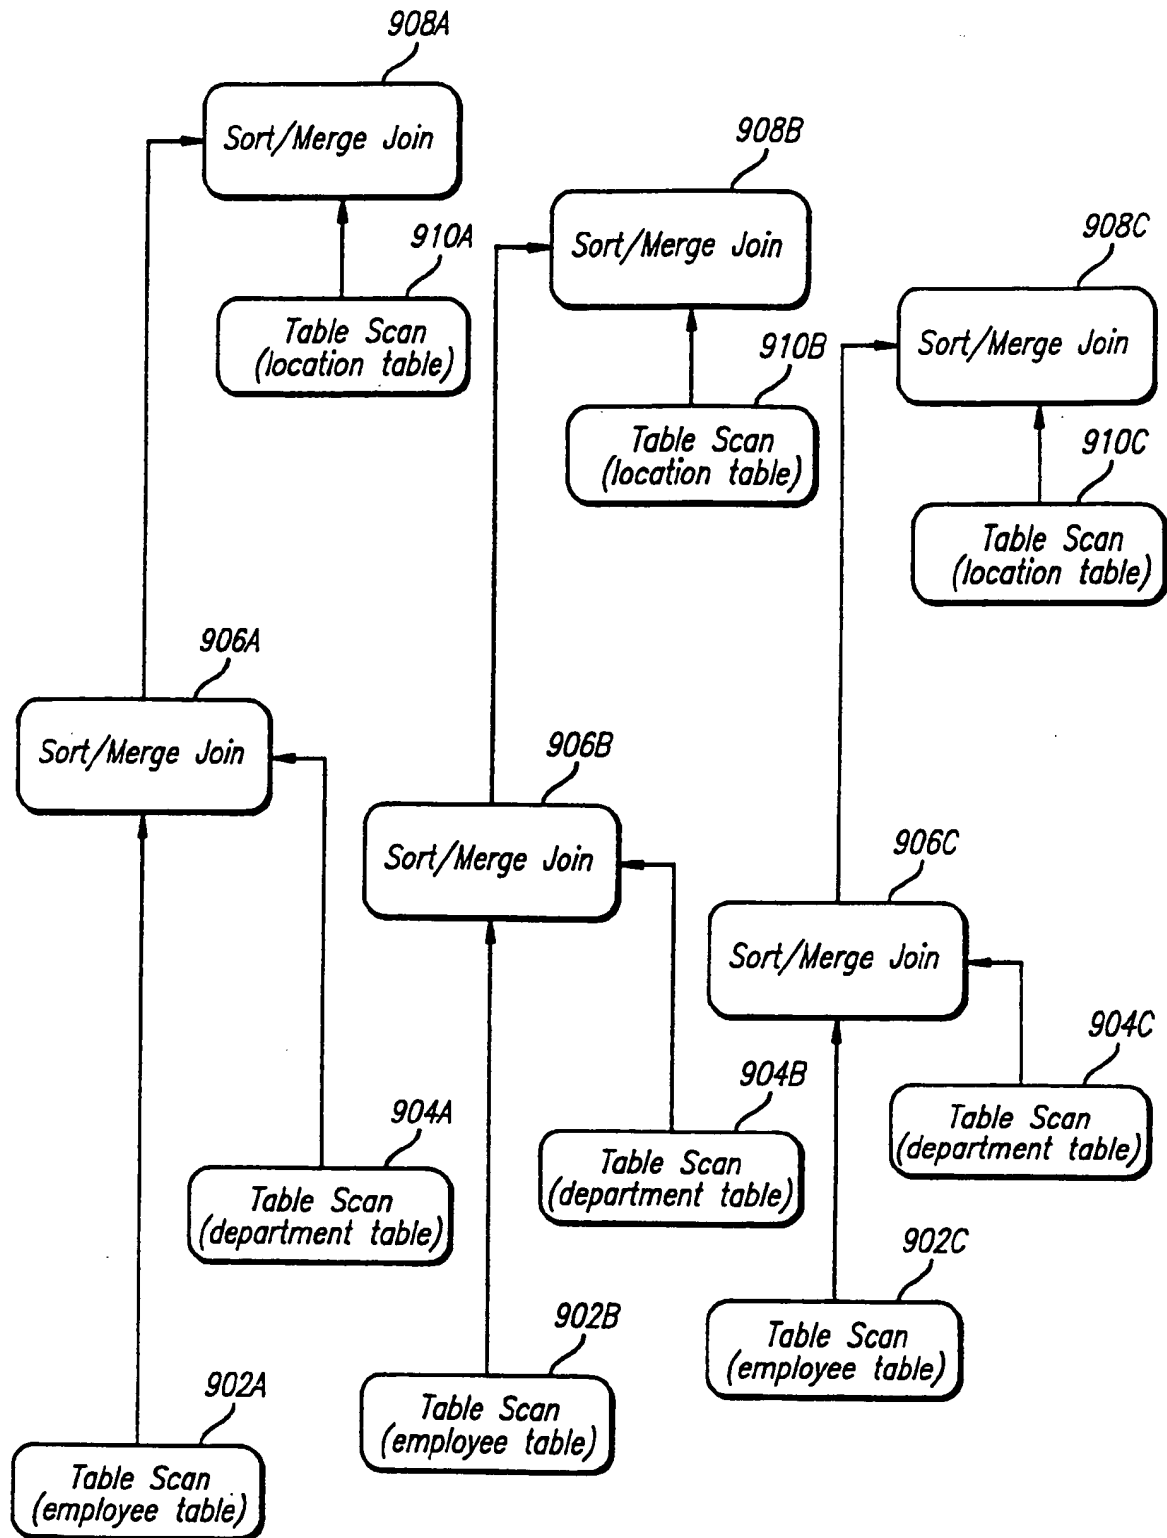 908A
Sort/Merge Join
908B
910A
Sort/Merge Join
908C
Table Scan
(location table)
910B
Sort/Merge Join
Table Scan
(location table)
910C
Table Scan
(location table)
906A
Sort/Merge Join
906B
Sort/Merge Join
906C
Sort/Merge Join
904C
904B
Table Scan
(department table)
904A
Table Scan
(department table)
Table Scan
(department table)
902C
902B
Table Scan
(employee table)
902A
Table Scan
(employee table)
Table Scan
(employee table)